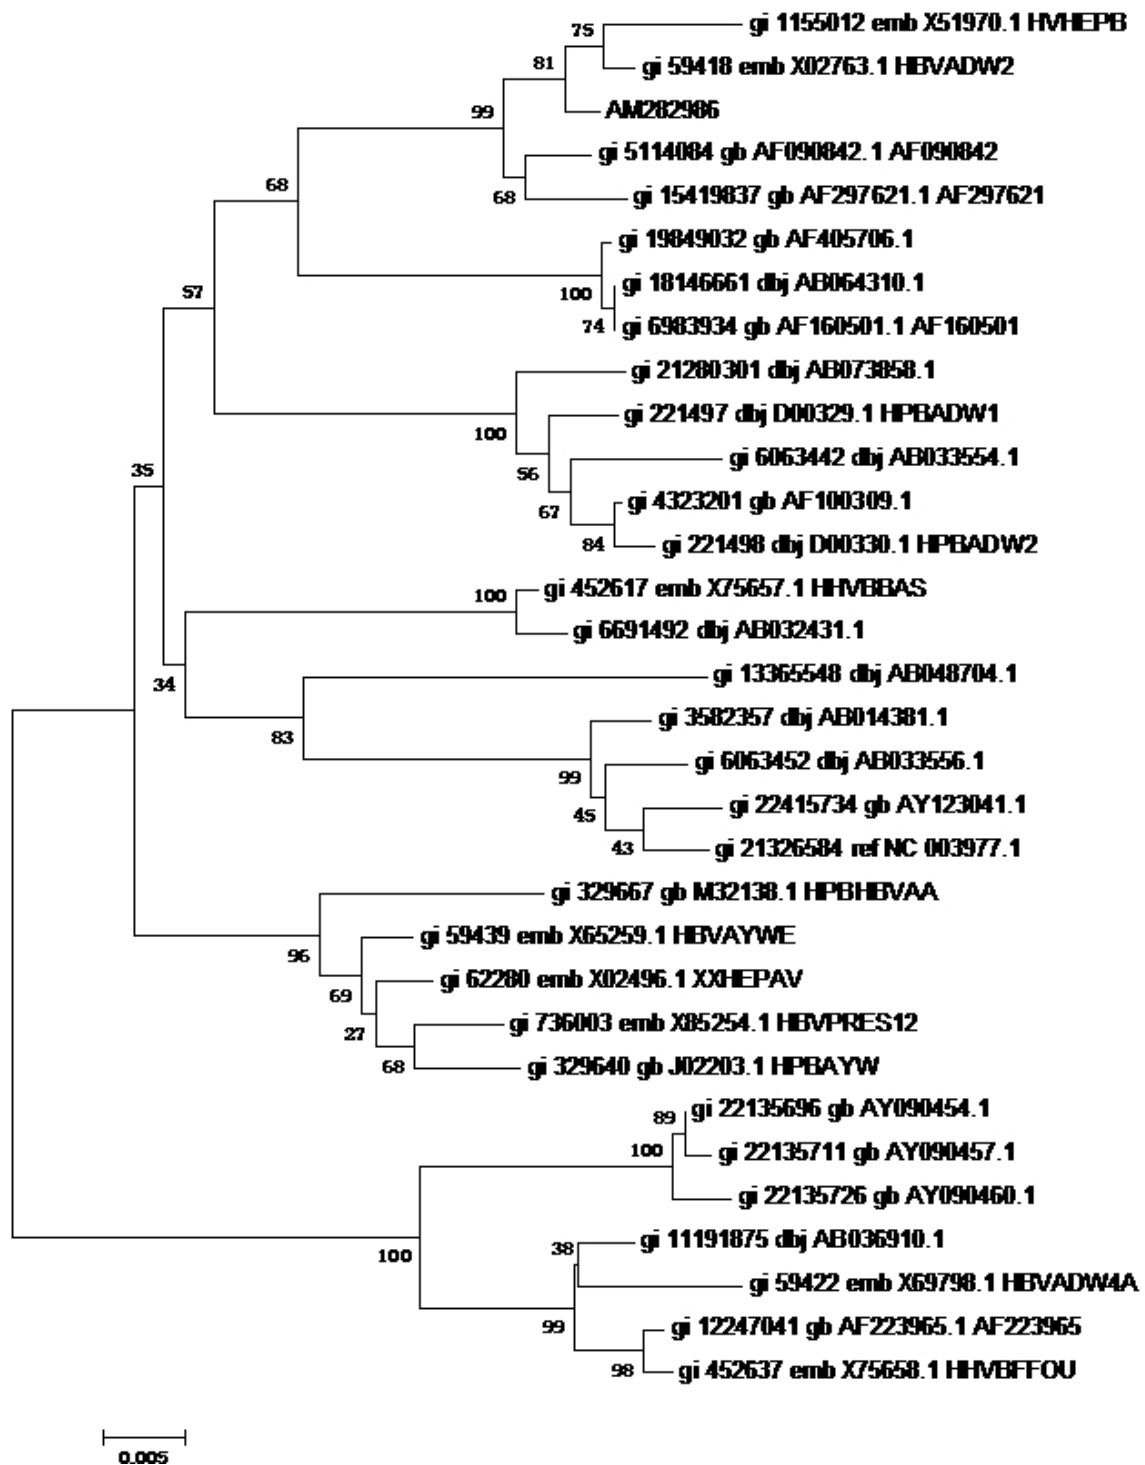 75
gi 1155012 emb X51970.1 HVHEPB
81
gi 59418 emb X02763.1 HBVADW2
99
AM282986
gi 5114084 gb AF090842.1 AF090842
68
68
gi 15419837 gb AF297621.1 AF297621
gi 19849032 gb AF405706.1
57
gi 18146661 dbj AB064310.1
100
74
gi 6983934 gb AF160501.1 AF160501
gi 21280301 dbj AB073858.1
gi 221497 dbj D00329.1 HPBADW1
100
gi 6063442 dbj AB033554.1
35
56
gi 4323201 gb AF100309.1
67
84
gi 221498 dbj D00330.1 HPBADW2
gi 452617 emb X75657.1 HHVBBAS
100
gi 6691492 dbj AB032431.1
gi 13365548 dbj AB048704.1
34
gi 3582357 dbj AB014381.1
83
gi 6063452 dbj AB033556.1
99
gi 22415734 gb AY123041.1
45
43
gi 21326584 ref NC 003977.1
gi 329667 gb M32138.1 HPBHBVAA
gi 59439 emb X65259.1 HBVAYWE
96
gi 62280 emb X02496.1 XXHEPAV
69
gi 736003 emb X85254.1 HBVPRES12
27
68
gi 329640 gb J02203.1 HPBAYW
gi 22135696 gb AY090454.1
89
gi 22135711 gb AY090457.1
100
gi 22135726 gb AY090460.1
gi 11191875 dbj AB036910.1
38
100
gi 59422 emb X69798.1 HBVADW4A
gi 12247041 gb AF223965.1 AF223965
99
98
gi 452637 emb X75658.1 HHVBFFOU
0.005